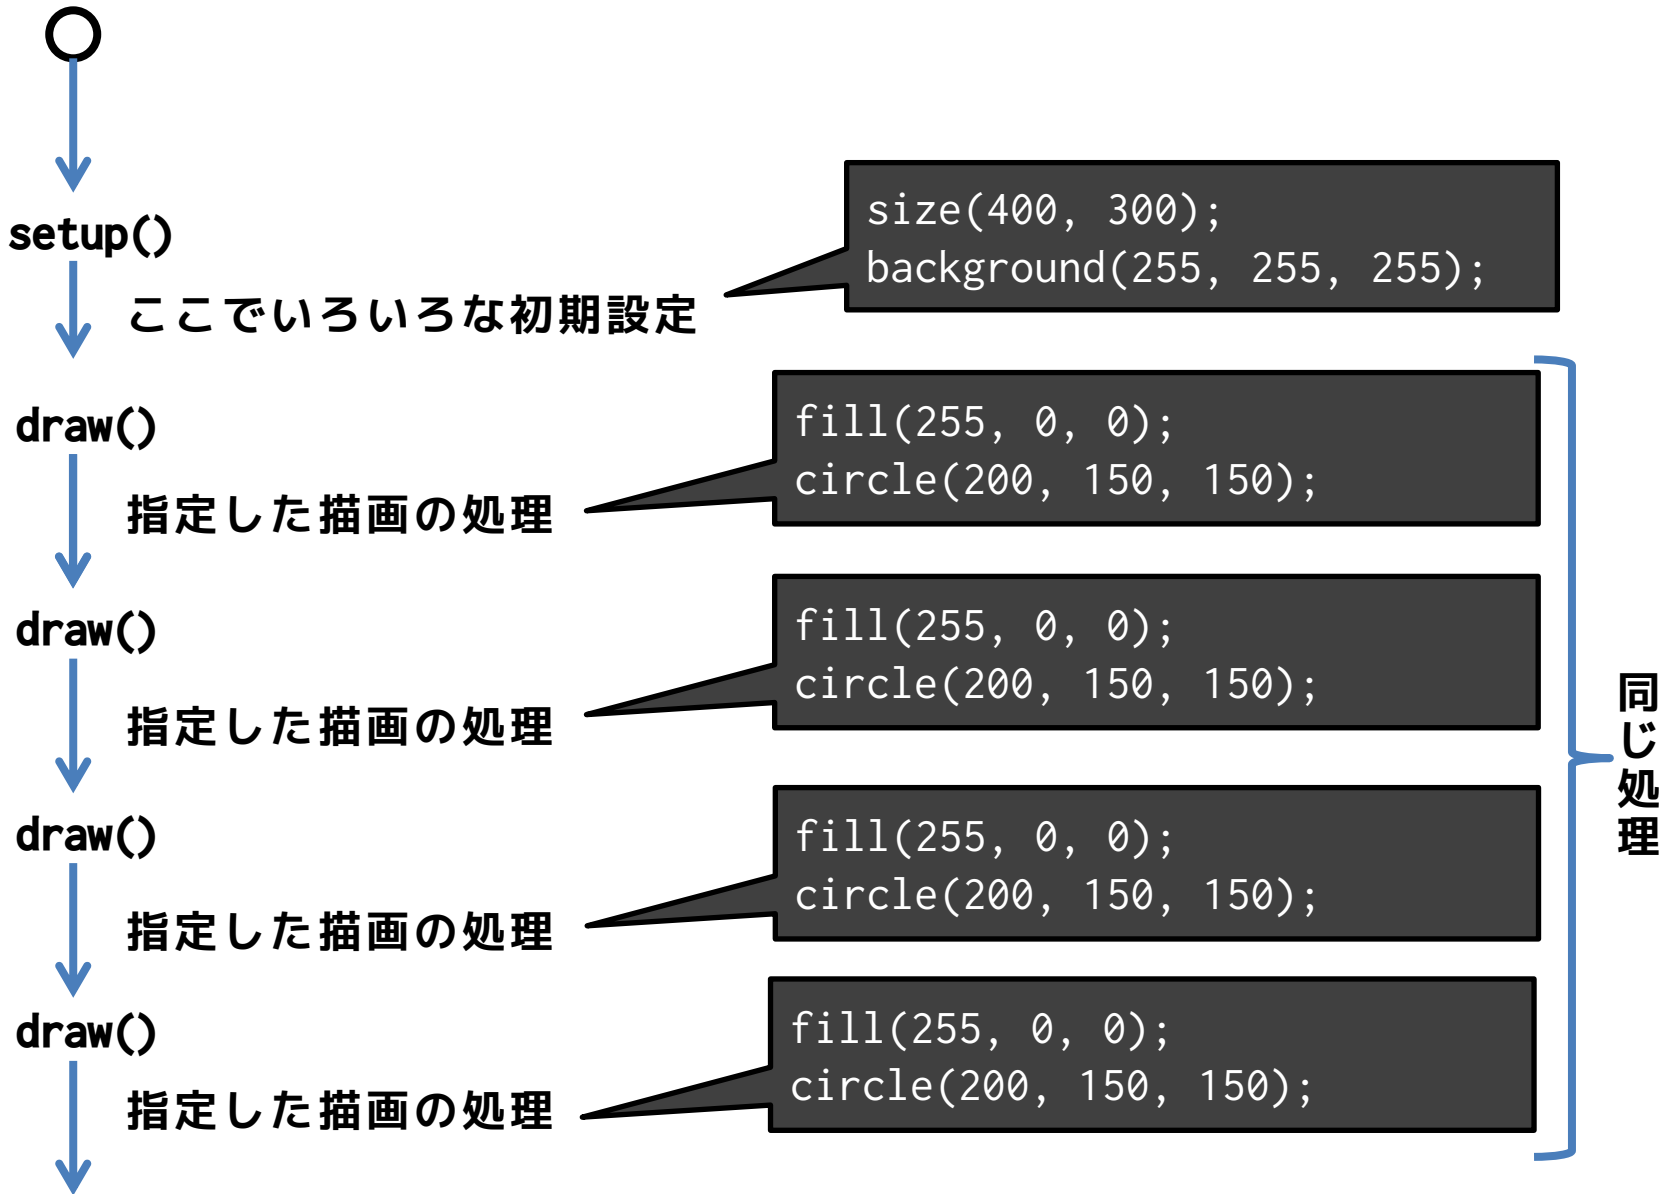 setup()
size(400, 300);
background(255, 255, 255);
ここでいろいろな初期設定
draw()
fill(255, 0, 0);
circle(200, 150, 150);
指定した描画の処理
draw()
fill(255, 0, 0);
circle(200, 150, 150);
指定した描画の処理
同じ処理
draw()
fill(255, 0, 0);
circle(200, 150, 150);
指定した描画の処理
draw()
fill(255, 0, 0);
circle(200, 150, 150);
指定した描画の処理